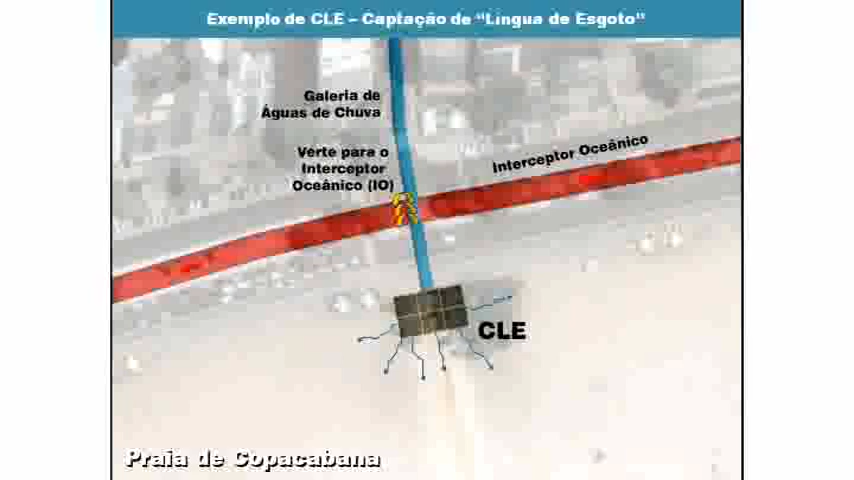 Exemplo de CLE – Captação de “Língua de Esgoto”
Galeria de
Águas de Chuva
Verte para o
Interceptor
Oceânico (IO)
Interceptor Oceânico
CLE
Praia de Copacabana